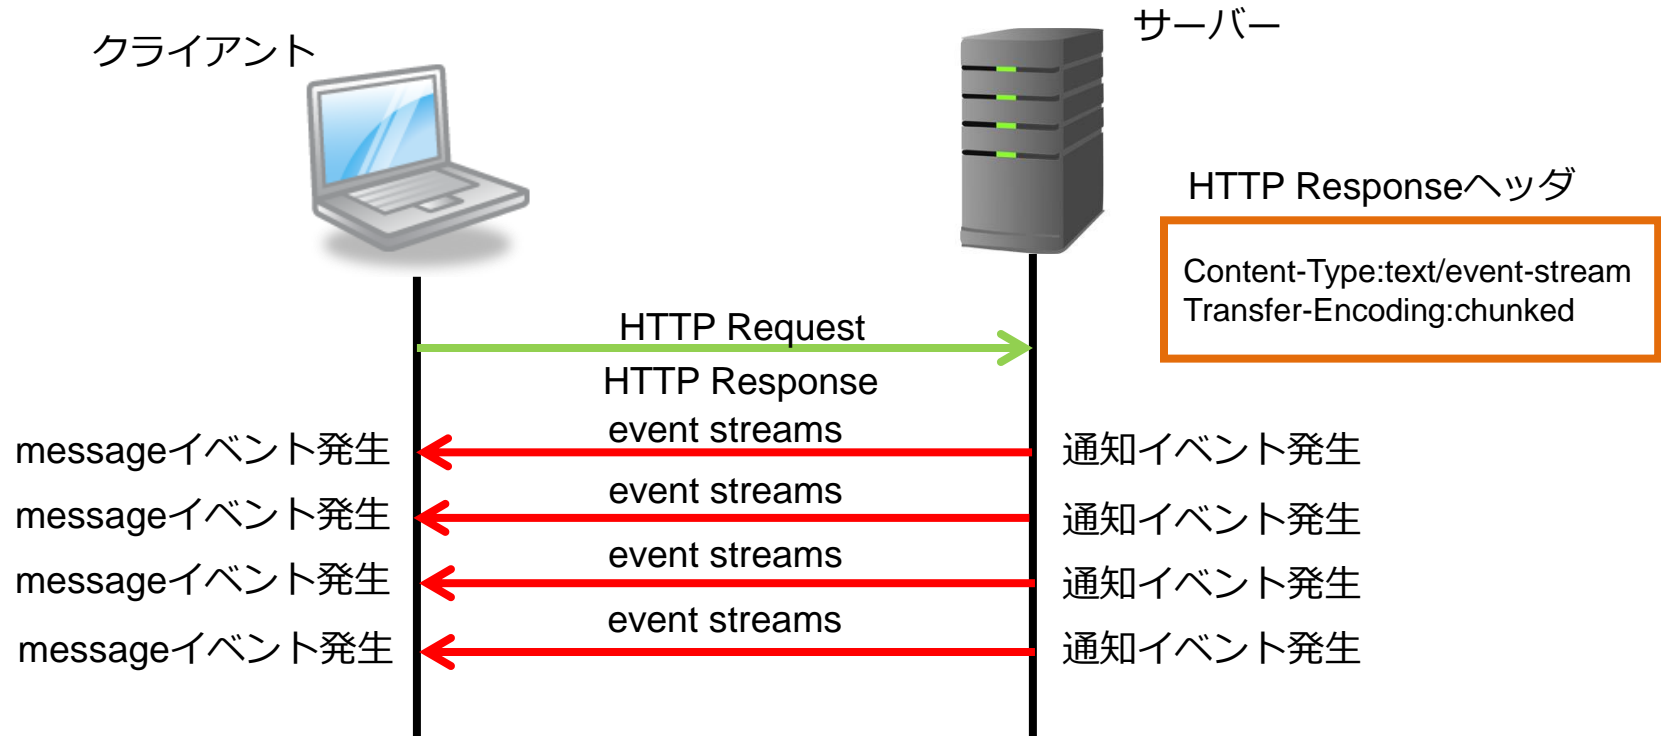 クライアント
サーバー
HTTP Responseヘッダ
Content-Type:text/event-stream
Transfer-Encoding:chunked
HTTP Request
HTTP Response
event streams
messageイベント発生
通知イベント発生
event streams
messageイベント発生
通知イベント発生
event streams
messageイベント発生
通知イベント発生
event streams
messageイベント発生
通知イベント発生